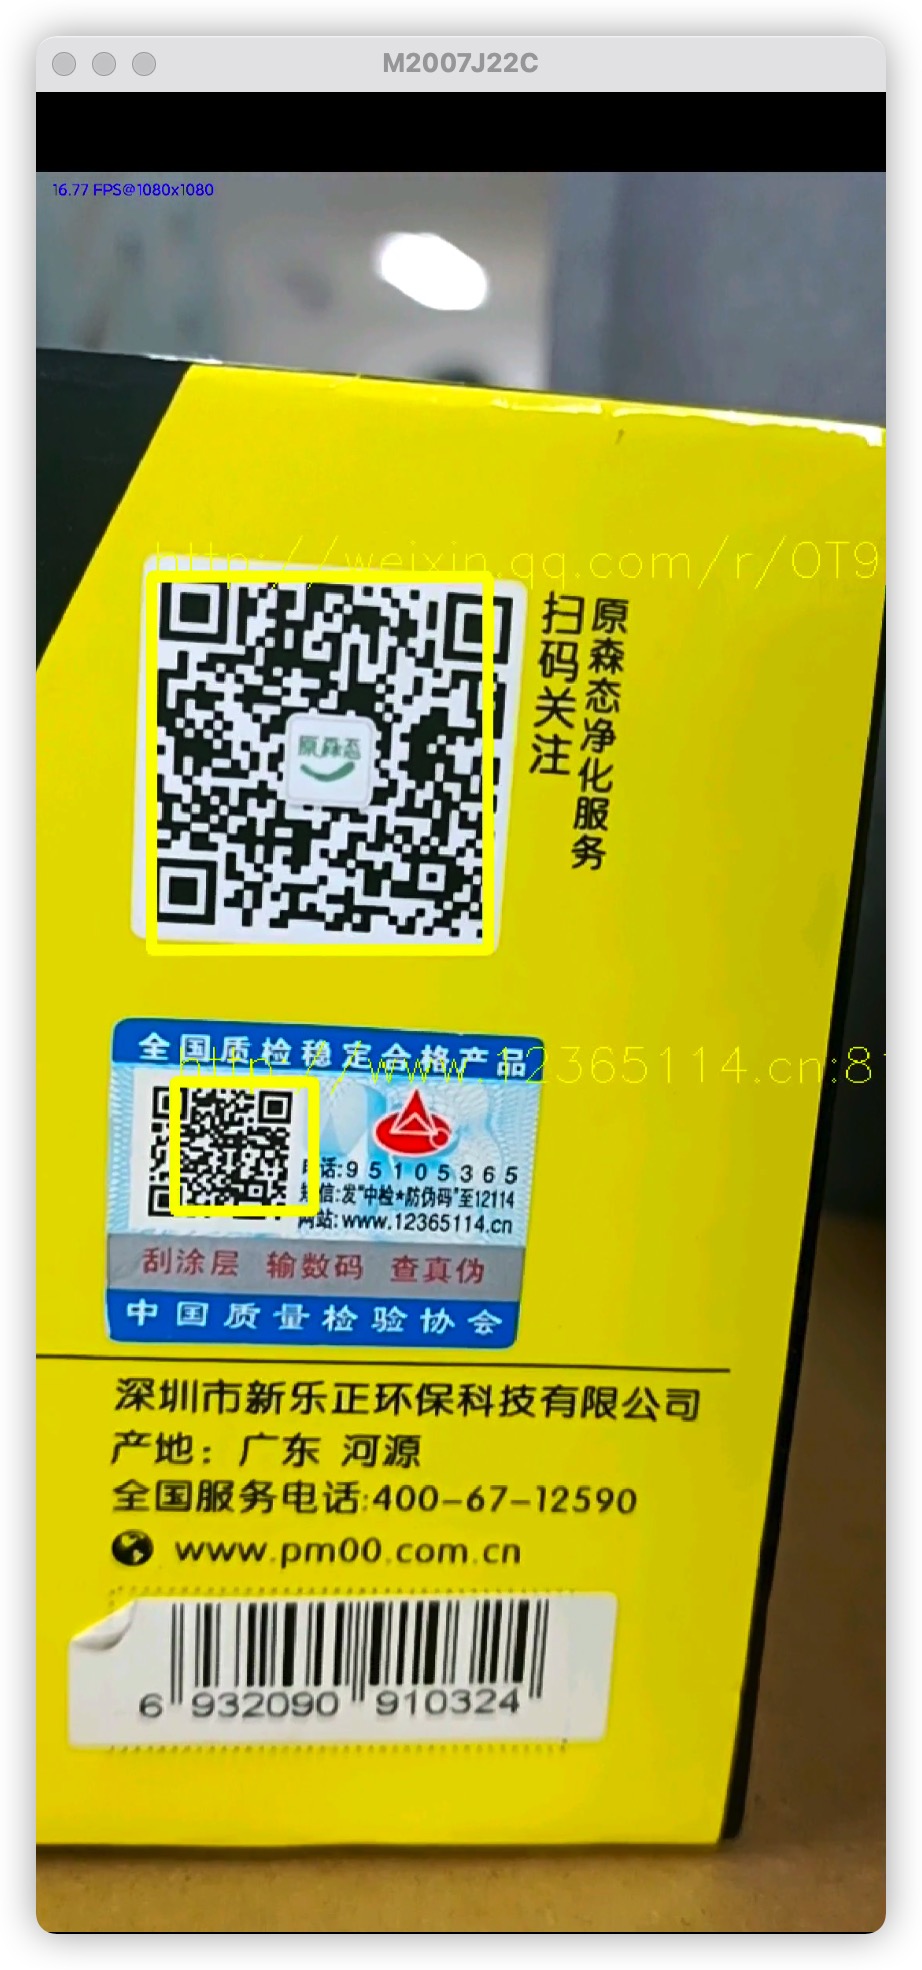 M2007J22C
16.77 FPS@1080x1080
http://weixin.qq.com/r/0T9
扫码关注
原森态净化服务
原森态
全国质检稳定合格产品
http://www.12365114.cn:81
电话:95105365
短信:发"中检★防伪码"至12114
网站:www.12365114.cn
刮涂层 输数码 查真伪
中国质量检验协会
深圳市新乐正环保科技有限公司
产地：广东 河源
全国服务电话:400-67-12590
www.pm00.com.cn
6 932090 910324